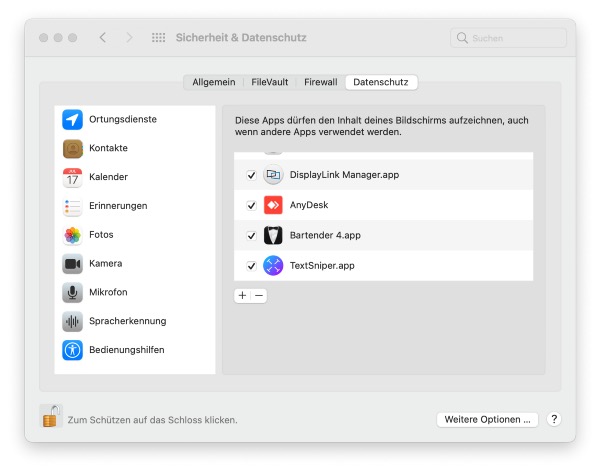 Sicherheit & Datenschutz
Suchen
Allgemein
FileVault
Firewall
Datenschutz
Ortungsdienste
Kontakte
JUL
17
Kalender
Erinnerungen
Fotos
Kamera
Mikrofon
Spracherkennung
Bedienungshilfen
Diese Apps dürfen den Inhalt deines Bildschirms aufzeichnen, auch
wenn andere Apps verwendet werden.
DisplayLink Manager.app
AnyDesk
Bartender 4.app
TextSniper.app
+ −
Zum Schützen auf das Schloss klicken.
Weitere Optionen ...
?